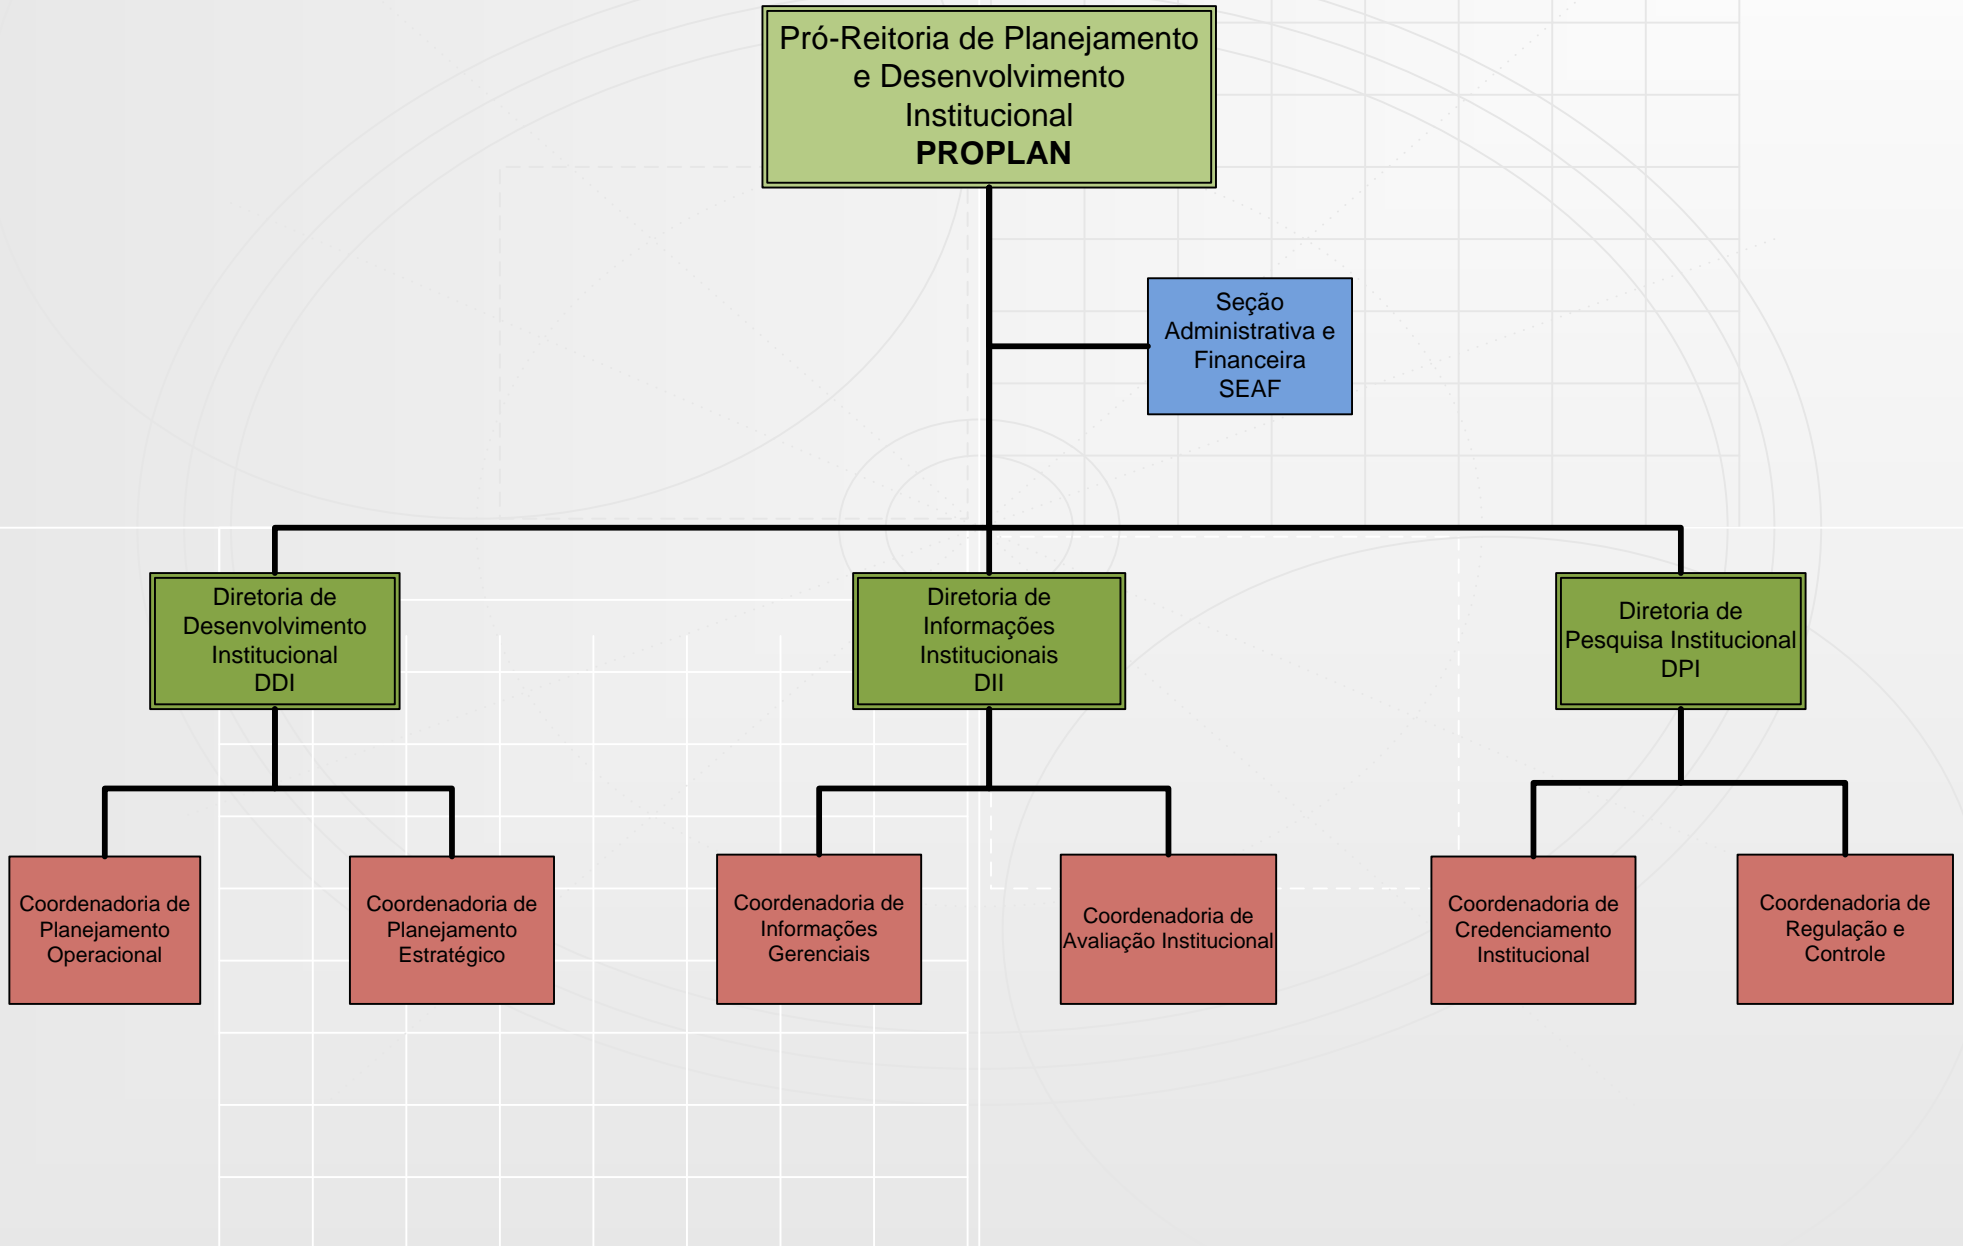 Pró-Reitoria de Planejamento
e Desenvolvimento
Institucional
PROPLAN
Seção
Administrativa e
Financeira
SEAF
Diretoria de
Desenvolvimento
Institucional
DDI
Diretoria de
Informações
Institucionais
DII
Diretoria de
Pesquisa Institucional
DPI
Coordenadoria de
Planejamento
Operacional
Coordenadoria de
Planejamento
Estratégico
Coordenadoria de
Informações
Gerenciais
Coordenadoria de
Avaliação Institucional
Coordenadoria de
Credenciamento
Institucional
Coordenadoria de
Regulação e
Controle